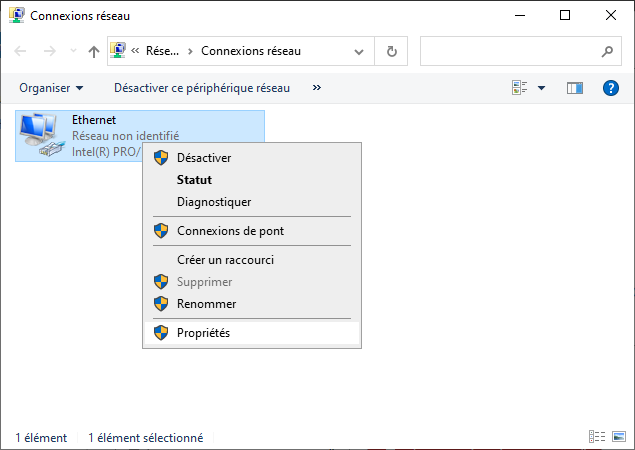 Connexions réseau
Rése... Connexions réseau
Organiser Désactiver ce périphérique réseau »
Ethernet
Réseau non identifié
Intel(R) PRO/
Désactiver
Statut
Diagnostiquer
Connexions de pont
Créer un raccourci
Supprimer
Renommer
Propriétés
1 élément 1 élément sélectionné